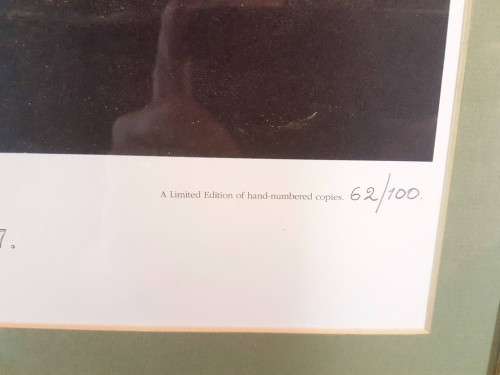 A Limited Edition of hand-numbered copies. 62/100.
7.